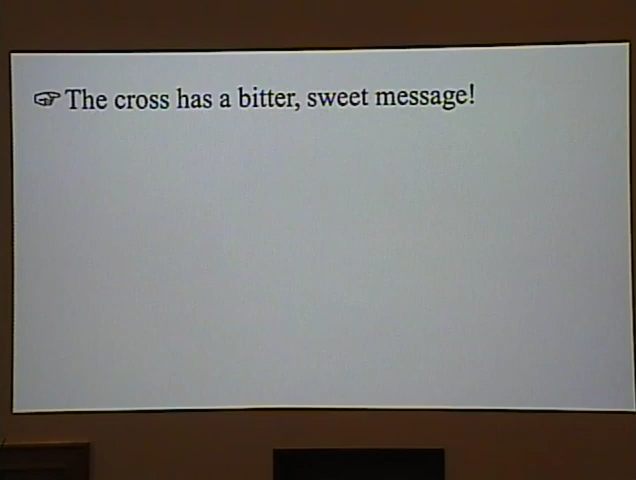 ☞ The cross has a bitter, sweet message!